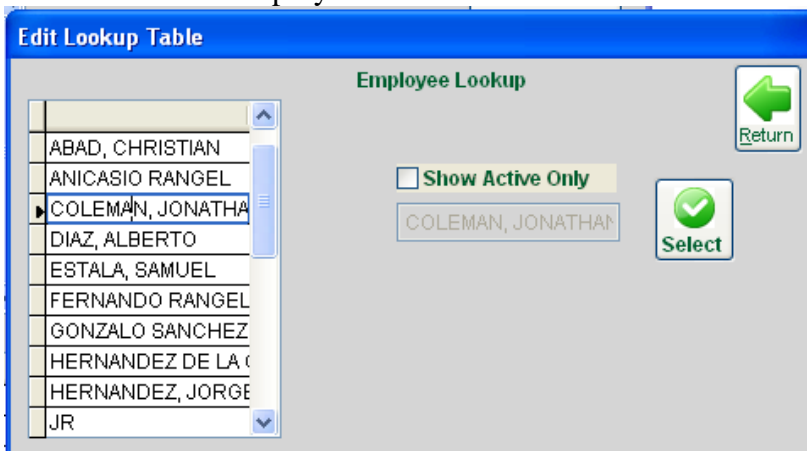 Edit Lookup Table
Employee Lookup
Return
ABAD, CHRISTIAN
ANICASIO RANGEL
COLEMAN, JONATHA
DIAZ, ALBERTO
ESTALA, SAMUEL
FERNANDO RANGEL
GONZALO SANCHEZ
HERNANDEZ DE LA
HERNANDEZ, JORGE
JR
Show Active Only
COLEMAN, JONATHAN
Select